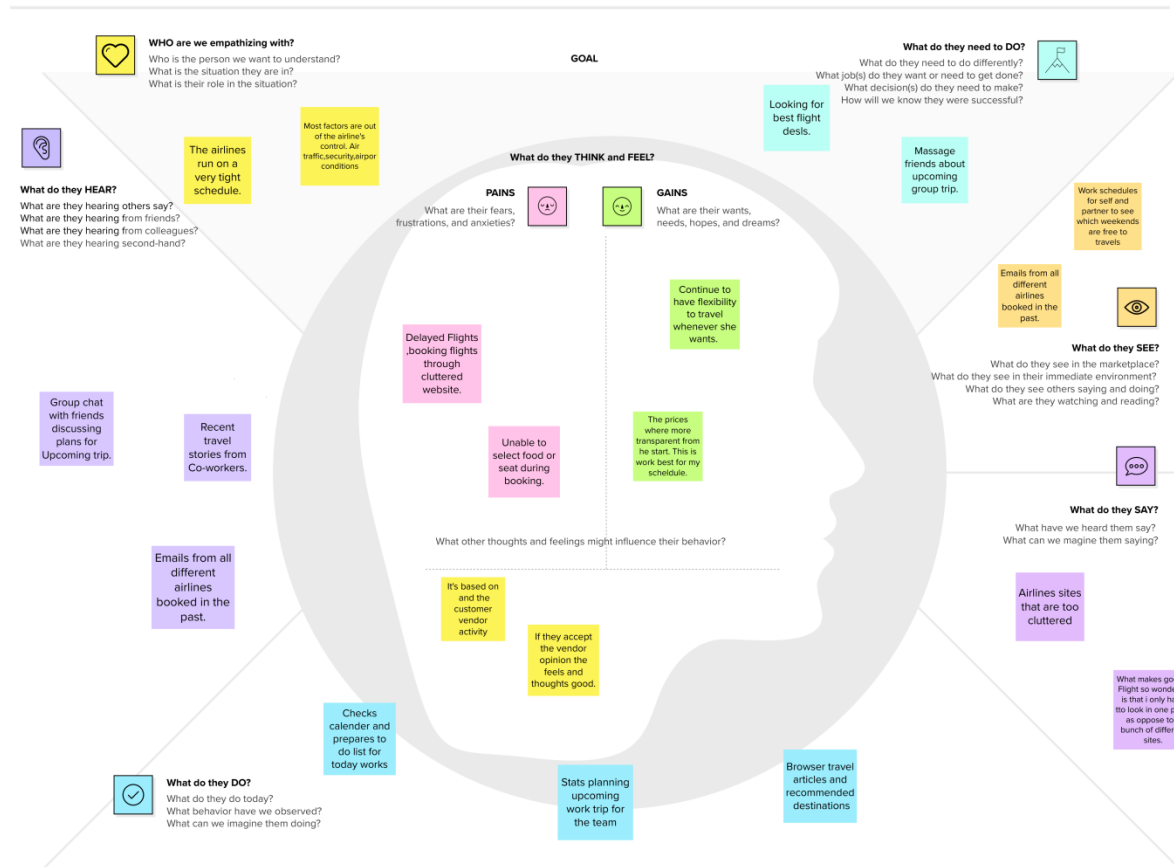 WHO are we empathizing with?
Who is the person we want to understand?
What is the situation they are in?
What is their role in the situation?
GOAL
What do they need to DO?
What do they need to do differently?
What job(s) do they want or need to get done?
What decision(s) do they need to make?
How will we know they were successful?
The airlines
run on a
very tight
schedule.
Most factors are out
of the airline's
control. Air
traffic,security,airpor
conditions
Looking for
best flight
desls.
Massage
friends about
upcoming
group trip.
What do they HEAR?
What are they hearing others say?
What are they hearing from friends?
What are they hearing from colleagues?
What are they hearing second-hand?
Group chat
with friends
discussing
plans for
Upcoming trip.
Recent
travel
stories from
Co-workers.
Emails from all
different
airlines
booked in the
past.
What do they THINK and FEEL?
PAINS
What are their fears,
frustrations, and anxieties?
GAINS
What are their wants,
needs, hopes, and dreams?
Delayed Flights
,booking flights
through
cluttered
website.
Unable to
select food or
seat during
booking.
Continue to
have flexibility
to travel
whenever she
wants.
The prices
where more
transparent from
he start. This is
work best for my
scheldule.
What other thoughts and feelings might influence their behavior?
It's based on
and the
customer
vendor
activity
If they accept
the vendor
opinion the
feels and
thoughts good.
Work schedules
for self and
partner to see
which weekends
are free to
travels
Emails from all
different
airlines
booked in the
past.
What do they SEE?
What do they see in the marketplace?
What do they see in their immediate environment?
What do they see others saying and doing?
What are they watching and reading?
What do they SAY?
What have we heard them say?
What can we magine them saying?
Airlines sites
that are too
cluttered
What makes
Flight so
is that i only
tto look in one
as oppose to
bunch of
sites.
What do they DO?
What do they do today?
What behavior have we observed?
What can we imagine them doing?
Checks
calender and
prepares to
do list for
today works
Stats planning
upcoming
work trip for
the team
Browser travel
articles and
recommended
destinations